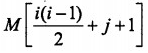 M[i(i-1)/2 + j + 1]